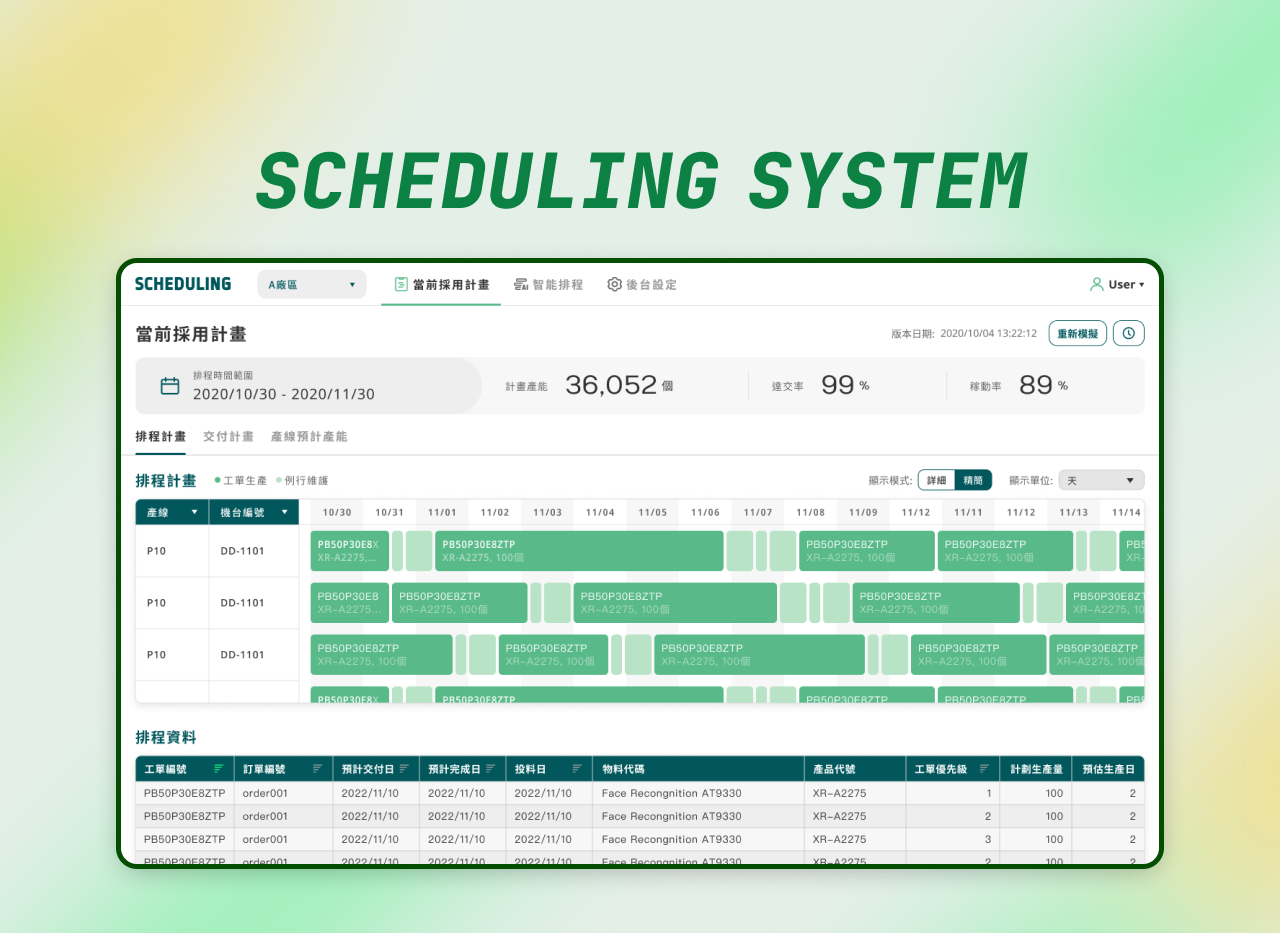 SCHEDULING SYSTEM
SCHEDULING A廠區 ▼ 當前採用計畫 智能排程 後台設定 User ▾
當前採用計畫 版本日期: 2020/10/04 13:22:12 重新模擬
排程時間範圍
2020/10/30 - 2020/11/30
計畫產能 36,052 個 達交率 99 % 稼動率 89 %
排程計畫 交付計畫 產線預計產能
排程計畫 工單生產 例行維護 顯示模式: 詳細 精簡 顯示單位: 天 ▼
產線 ▼ 機台編號 ▼ 10/30 10/31 11/01 11/02 11/03 11/04 11/05 11/06 11/07 11/08 11/09 11/12 11/11 11/12 11/13 11/14
P10 DD-1101
PB50P30E8X PB50P30E8ZTP PB50P30E8ZTP PB50P30E8ZTP PB5
XR-A2275,... XR-A2275, 100個 XR-A2275, 100個 XR-A2275, 100個 XR-
P10 DD-1101
PB50P30E8 PB50P30E8ZTP PB50P30E8ZTP PB50P30E8ZTP PB50P30E8ZT
XR-A2275... XR-A2275, 100個 XR-A2275, 100個 XR-A2275, 100個 XR-A2275, 10
P10 DD-1101
PB50P30E8ZTP PB50P30E8ZTP PB50P30E8ZTP PB50P30E8ZTP PB50P30E8ZTP
XR-A2275, 100個 XR-A2275, 100個 XR-A2275, 100個 XR-A2275, 100個 XR-A2275, 100個
PB50P30E8X PB50P30E8ZTP PB50P30E8ZTP PB50P30E8ZTP PB5
排程資料
工單編號 訂單編號 預計交付日 預計完成日 投料日 物料代碼 產品代號 工單優先級 計劃生產量 預估生產日
PB50P30E8ZTP order001 2022/11/10 2022/11/10 2022/11/10 Face Recongnition AT9330 XR-A2275 1 100 2
PB50P30E8ZTP order001 2022/11/10 2022/11/10 2022/11/10 Face Recongnition AT9330 XR-A2275 2 100 2
PB50P30E8ZTP order001 2022/11/10 2022/11/10 2022/11/10 Face Recongnition AT9330 XR-A2275 3 100 2
PB50P30E8ZTP order001 2022/11/10 2022/11/10 2022/11/10 Face Recongnition AT9330 XR-A2275 2 100 2